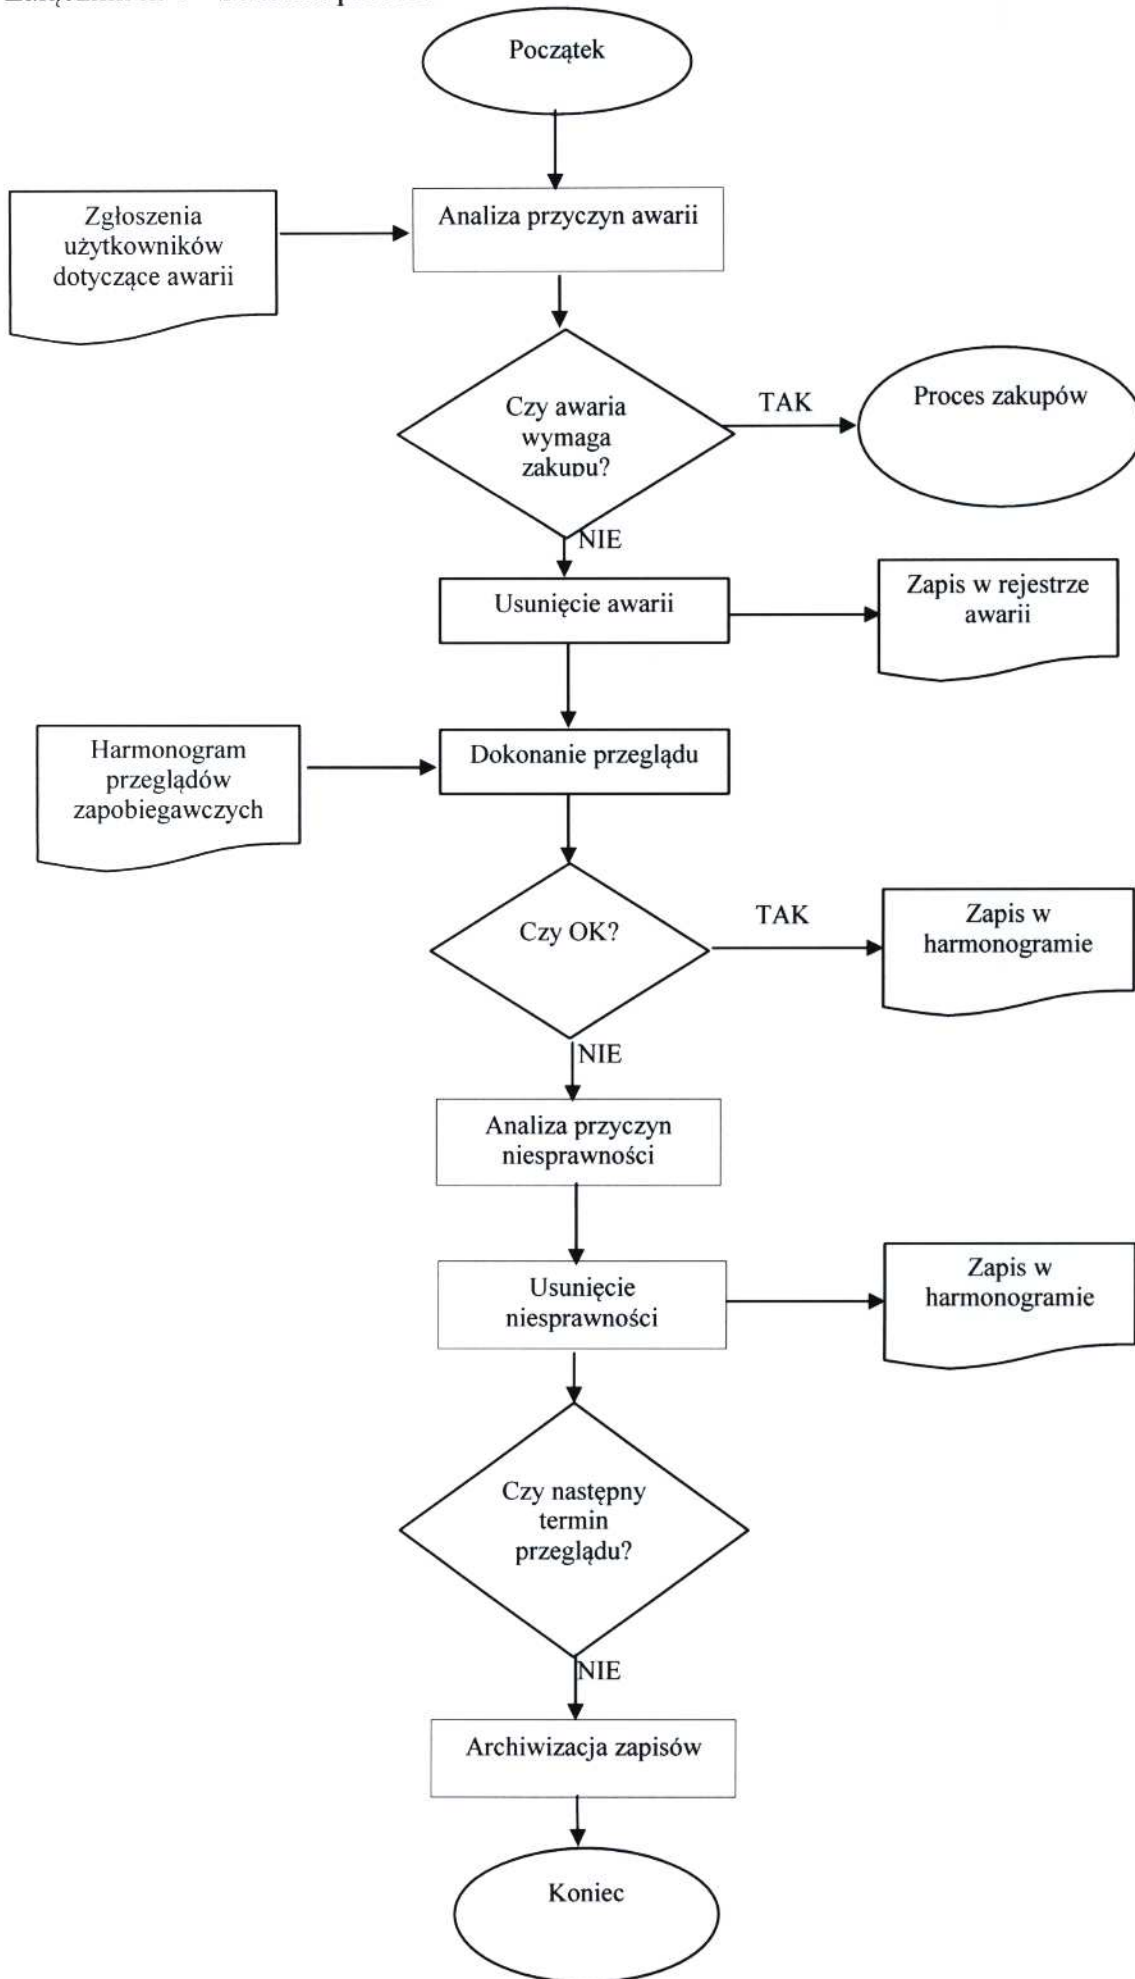 Początek
Zgłoszenia
użytkowników
dotyczące awarii
Analiza przyczyn awarii
Czy awaria
wymaga
zakupu?
TAK
Proces zakupów
NIE
Usunięcie awarii
Zapis w rejestrze
awarii
Harmonogram
przeglądów
zapobiegawczych
Dokonanie przeglądu
Czy OK?
TAK
Zapis w
harmonogramie
NIE
Analiza przyczyn
niesprawności
Usunięcie
niesprawności
Zapis w
harmonogramie
Czy następny
termin
przeglądu?
NIE
Archiwizacja zapisów
Koniec